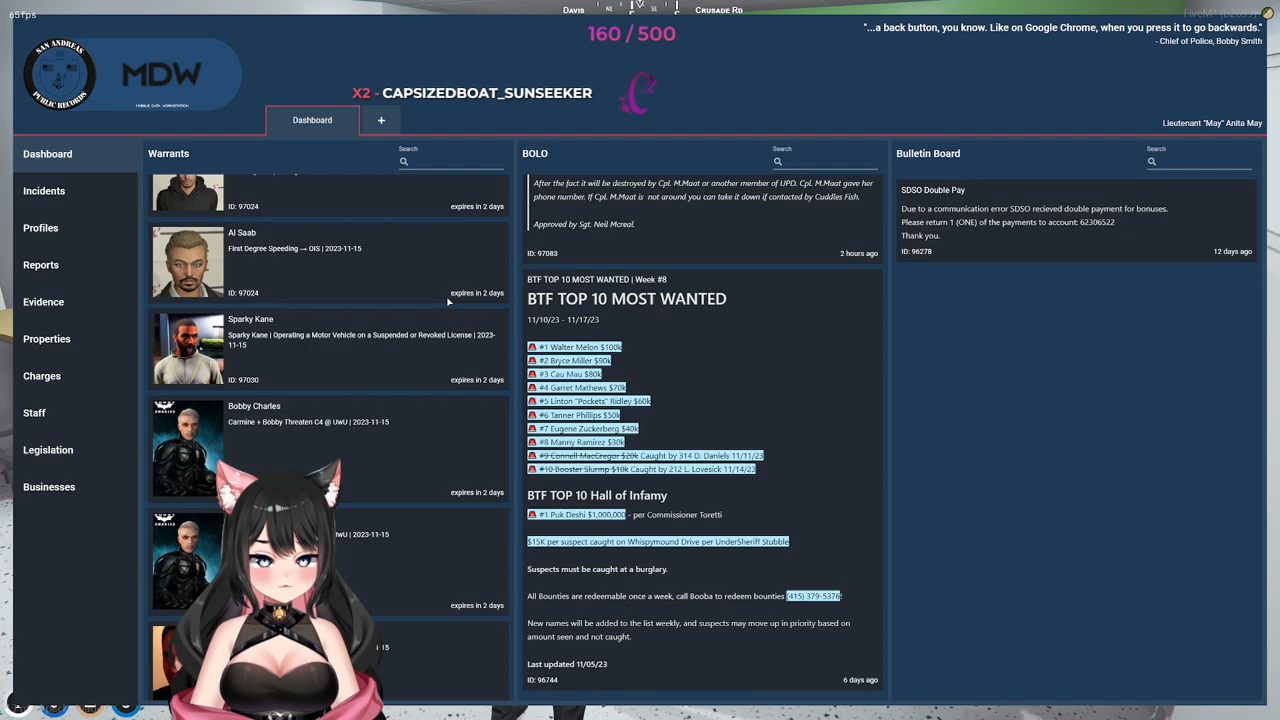 65fps
Davis
NE
SE
Crusade Rd
FiveM
160 / 500
"...a back button, you know. Like on Google Chrome, when you press it to go backwards."
- Chief of Police, Bobby Smith
SAN ANDREAS
PUBLIC RECORDS
MDW
MOBILE DATA WORKSTATION
X2 - CAPSIZEDBOAT_SUNSEEKER
Dashboard
+
Lieutenant "May" Anita May
Dashboard
Incidents
Profiles
Reports
Evidence
Properties
Charges
Staff
Legislation
Businesses
Warrants
Search
ID: 97024
expires in 2 days
Al Saab
First Degree Speeding → OIS | 2023-11-15
ID: 97024
expires in 2 days
Sparky Kane
Sparky Kane | Operating a Motor Vehicle on a Suspended or Revoked License | 2023-
11-15
ID: 97030
expires in 2 days
Bobby Charles
Carmine + Bobby Threaten C4 @ UwU | 2023-11-15
CHARLES
expires in 2 days
UwU | 2023-11-15
CHARLES
expires in 2 days
-15
BOLO
Search
After the fact it will be destroyed by Cpl. M.Maat or another member of UPD. Cpl. M.Maat gave her
phone number. If Cpl. M.Maat is not around you can take it down if contacted by Cuddles Fish.
Approved by Sgt. Neil Mcreal.
ID: 97083
2 hours ago
BTF TOP 10 MOST WANTED | Week #8
BTF TOP 10 MOST WANTED
11/10/23 - 11/17/23
#1 Walter Melon $100k
#2 Bryce Miller $90k
#3 Cau Mau $80k
#4 Garret Mathews $70k
#5 Linton "Pockets" Ridley $60k
#6 Tanner Phillips $50k
#7 Eugene Zuckerberg $40k
#8 Manny Ramirez $30k
#9 Connell MacGregor $20k Caught by 314 D. Daniels 11/11/23
#10 Booster Slurmp $10k Caught by 212 L. Lovesick 11/14/23
BTF TOP 10 Hall of Infamy
#1 Puk Deshi $1,000,000 - per Commissioner Toretti
$15K per suspect caught on Whispymound Drive per UnderSheriff Stubble
Suspects must be caught at a burglary.
All Bounties are redeemable once a week, call Booba to redeem bounties (415) 379-5376!
New names will be added to the list weekly, and suspects may move up in priority based on
amount seen and not caught.
Last updated 11/05/23
ID: 96744
6 days ago
Bulletin Board
Search
SDSO Double Pay
Due to a communication error SDSO recieved double payment for bonuses.
Please return 1 (ONE) of the payments to account: 62306522
Thank you.
ID: 96278
12 days ago